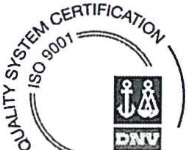 QUALITY SYSTEM CERTIFICATION
ISO 9001
DNV